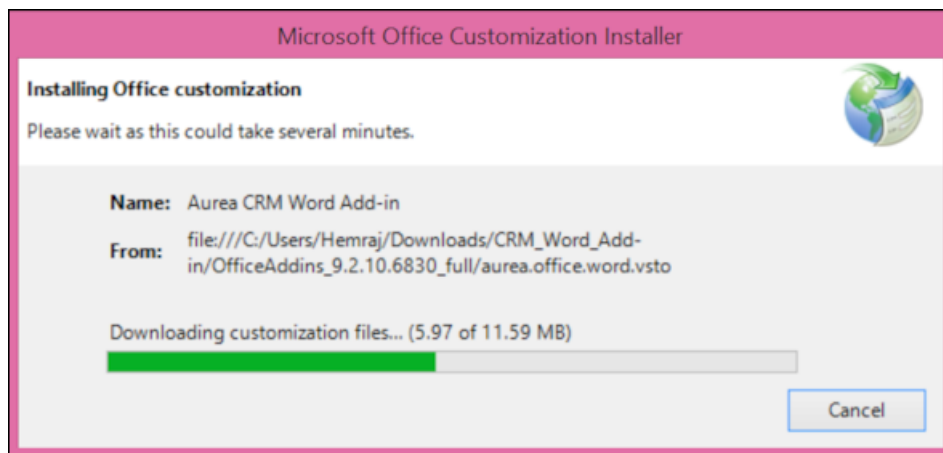 Microsoft Office Customization Installer
Installing Office customization
Please wait as this could take several minutes.
Name: Aurea CRM Word Add-in
From: file:///C:/Users/Hemraj/Downloads/CRM_Word_Add-
in/OfficeAddins_9.2.10.6830_full/aurea.office.word.vsto
Downloading customization files... (5.97 of 11.59 MB)
Cancel